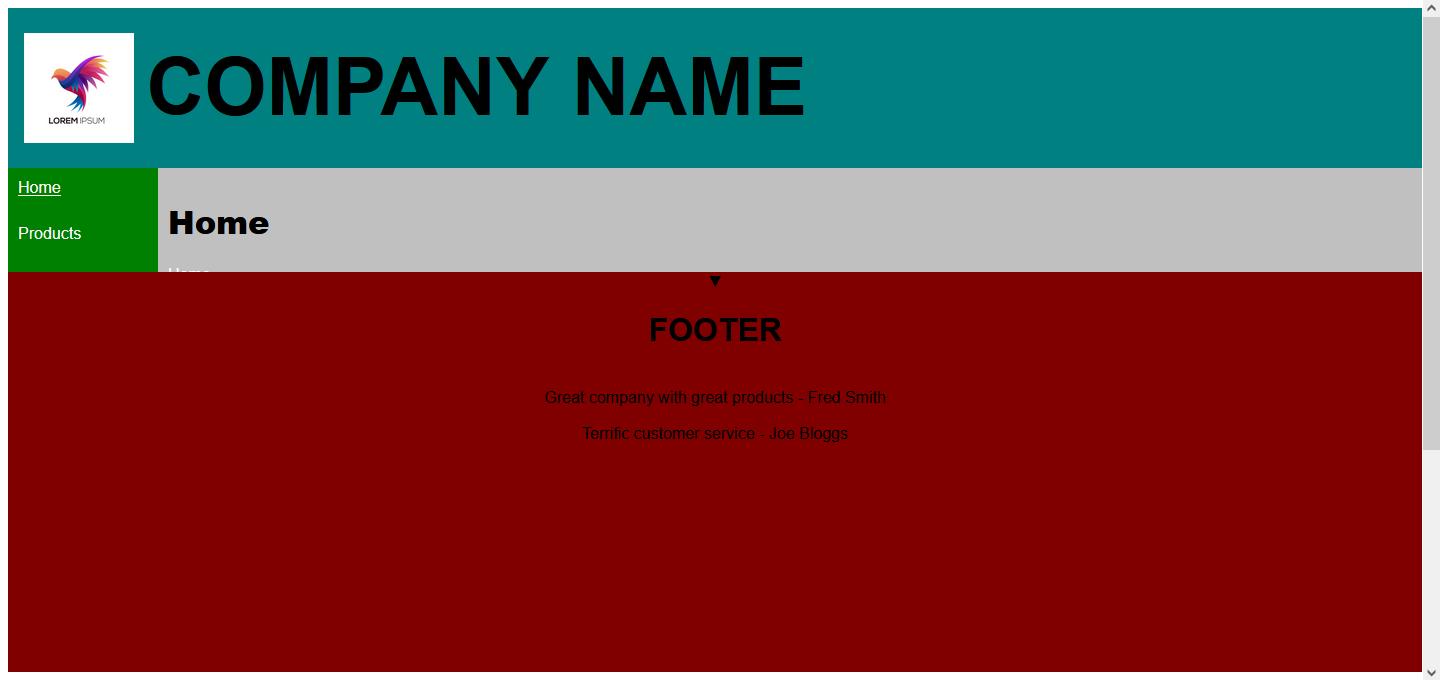 COMPANY NAME
LOREM IPSUM
Home
Products
Home
FOOTER
Great company with great products - Fred Smith
Terrific customer service - Joe Bloggs